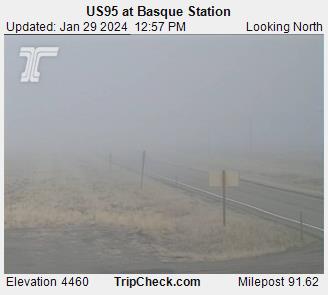 US95 at Basque Station
Updated: Jan 29 2024 12:57 PM Looking North
Elevation 4460 TripCheck.com Milepost 91.62